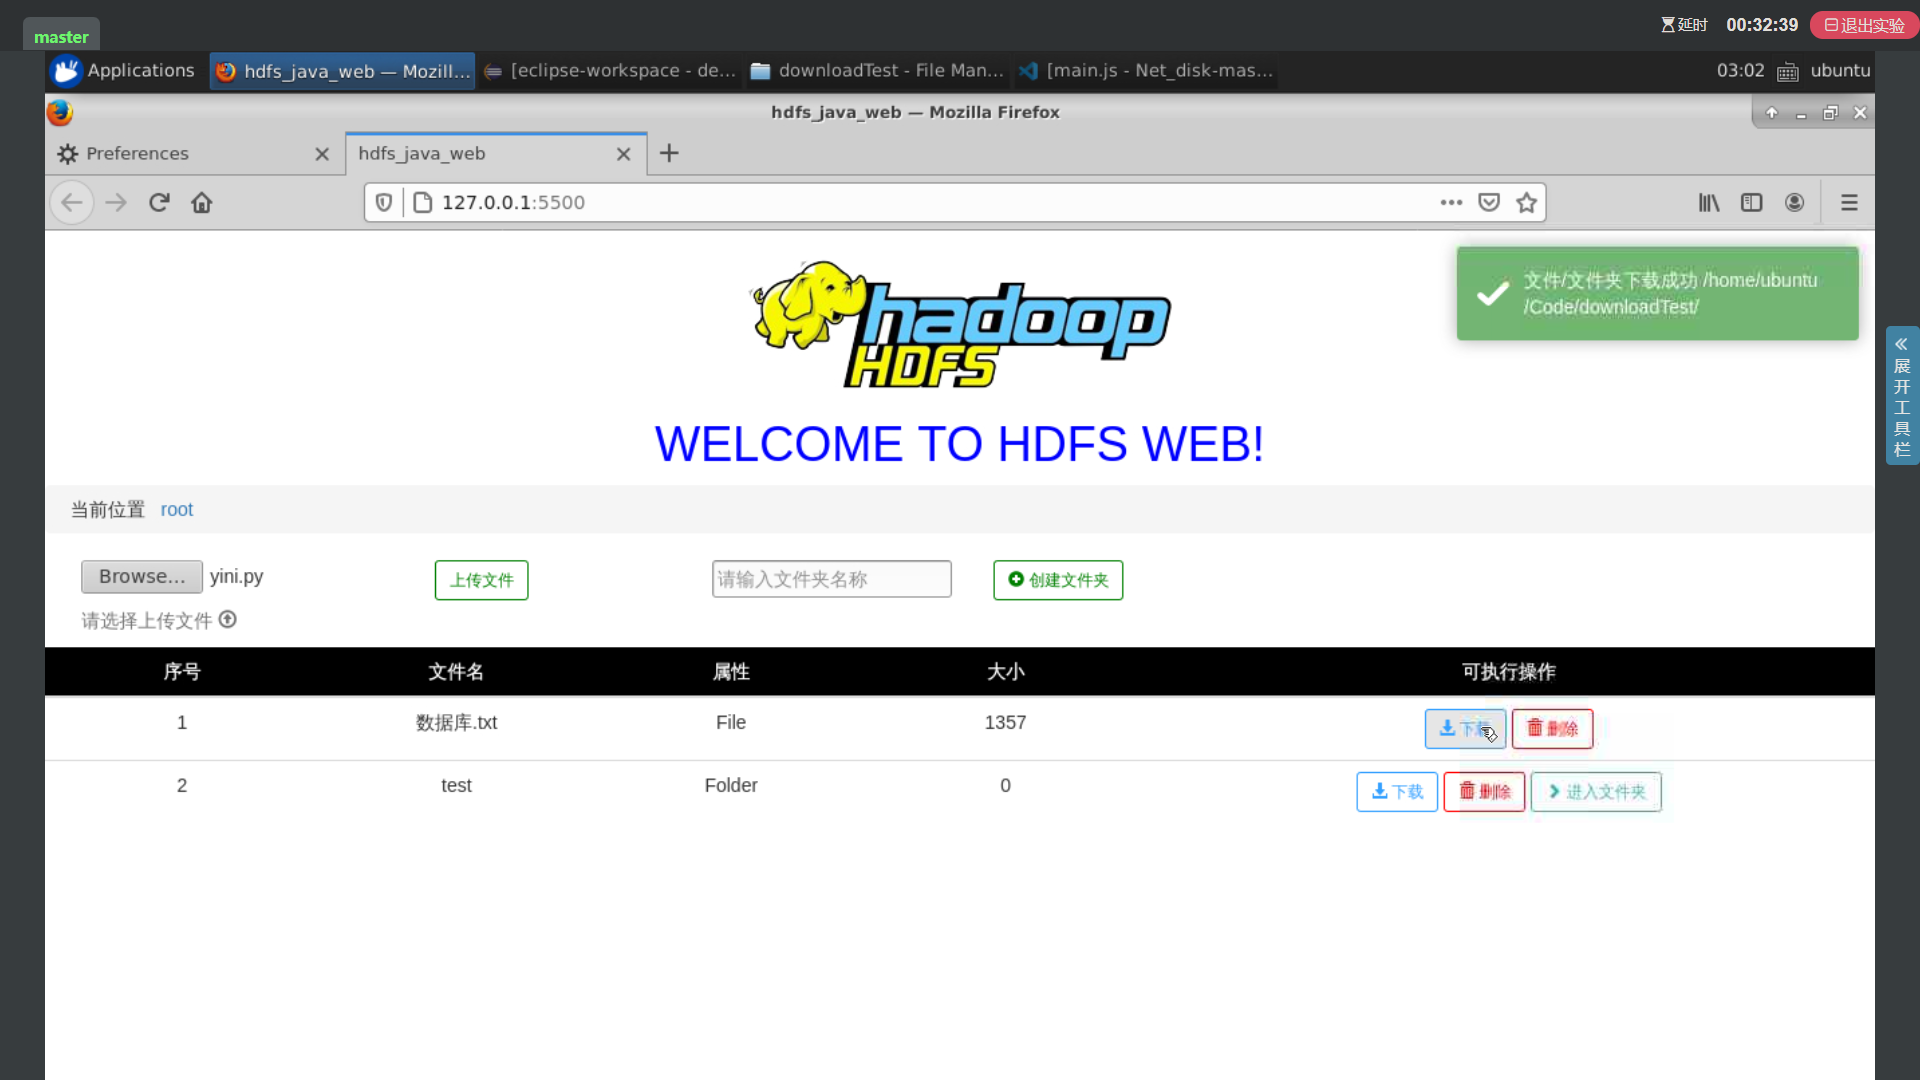 master
延时 00:32:39 退出实验
Applications hdfs_java_web — Mozill... [eclipse-workspace - de... downloadTest - File Man... [main.js - Net_disk-mas... 03:02 ubuntu
hdfs_java_web — Mozilla Firefox
Preferences hdfs_java_web
127.0.0.1:5500
文件/文件夹下载成功 /home/ubuntu
/Code/downloadTest/
hadoop
HDFS
展开工具栏
WELCOME TO HDFS WEB!
当前位置 root
Browse... yini.py 上传文件 请输入文件夹名称 创建文件夹
请选择上传文件
序号 文件名 属性 大小 可执行操作
1 数据库.txt File 1357 下载 删除
2 test Folder 0 下载 删除 进入文件夹